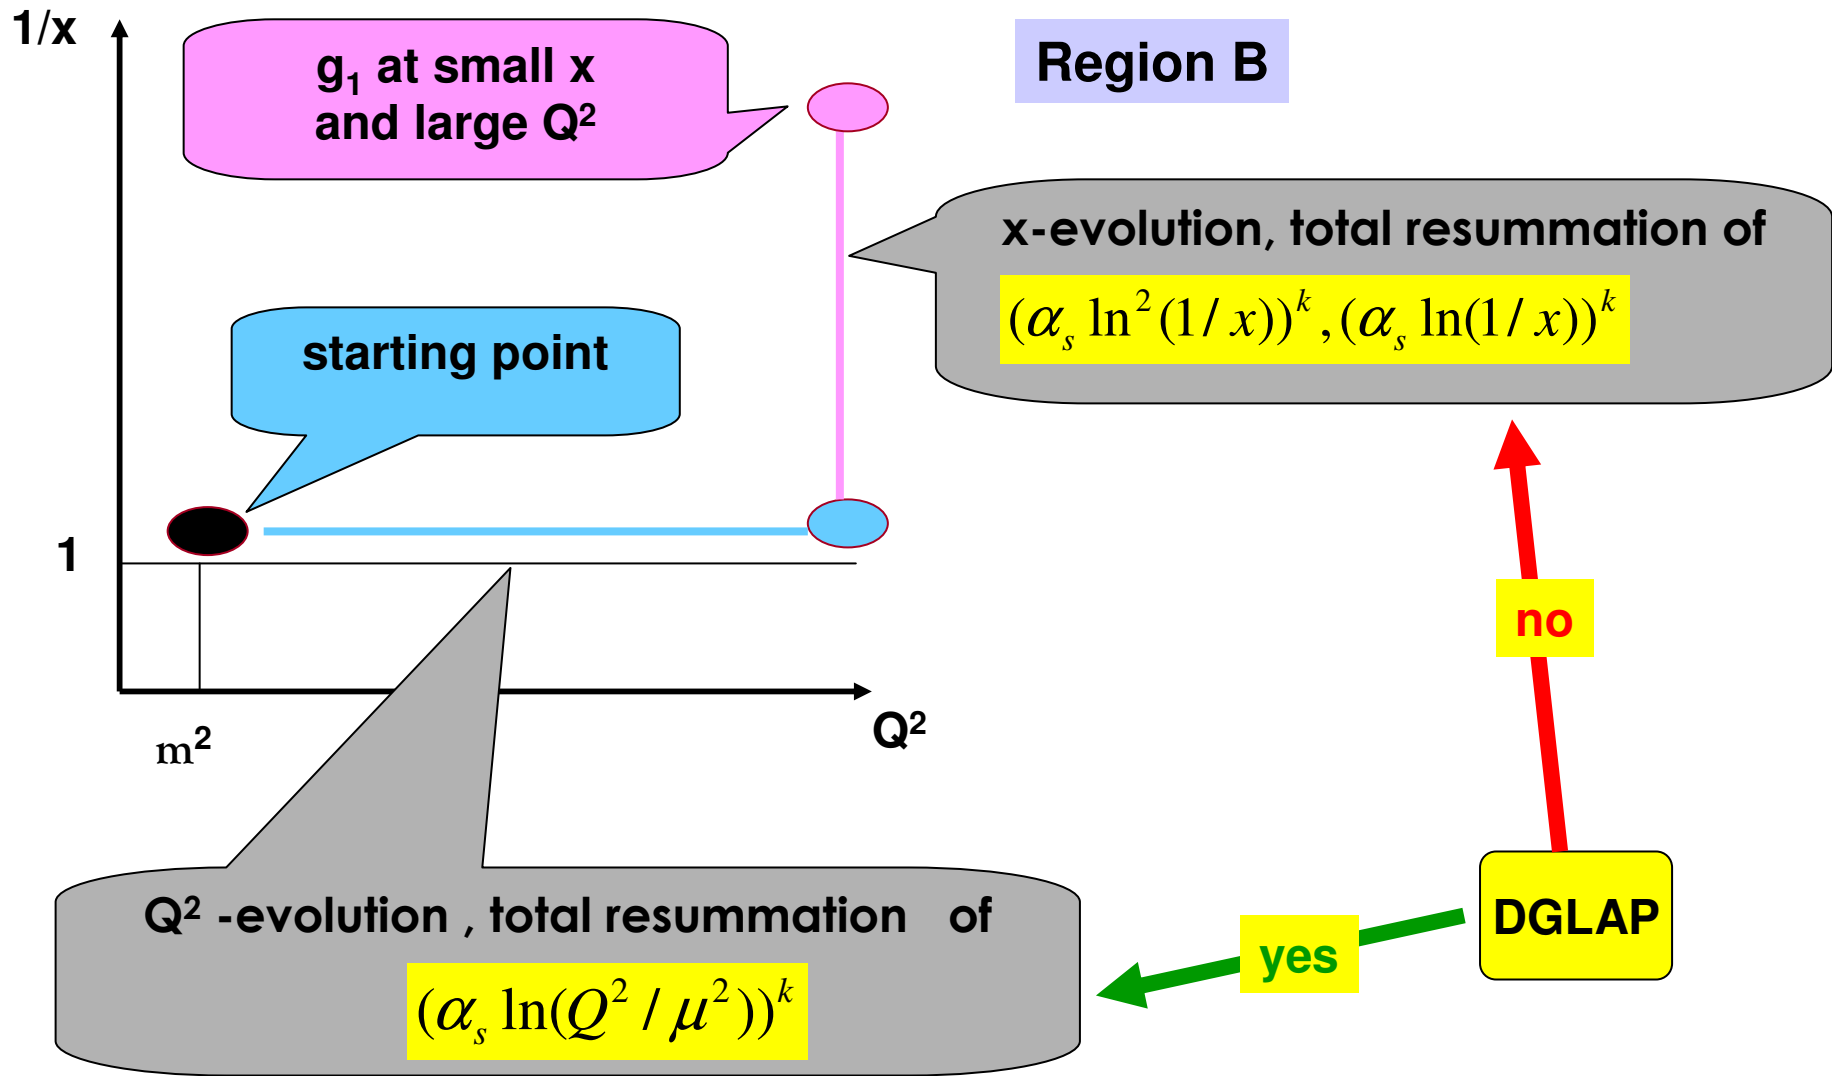 1/x
g₁ at small x
and large Q²
Region B
x-evolution, total resummation of
(αₛ ln²(1/x))ᵏ,(αₛ ln(1/x))ᵏ
starting point
1
no
m²
Q²
DGLAP
yes
Q² -evolution , total resummation of
(αₛ ln(Q²/μ²))ᵏ